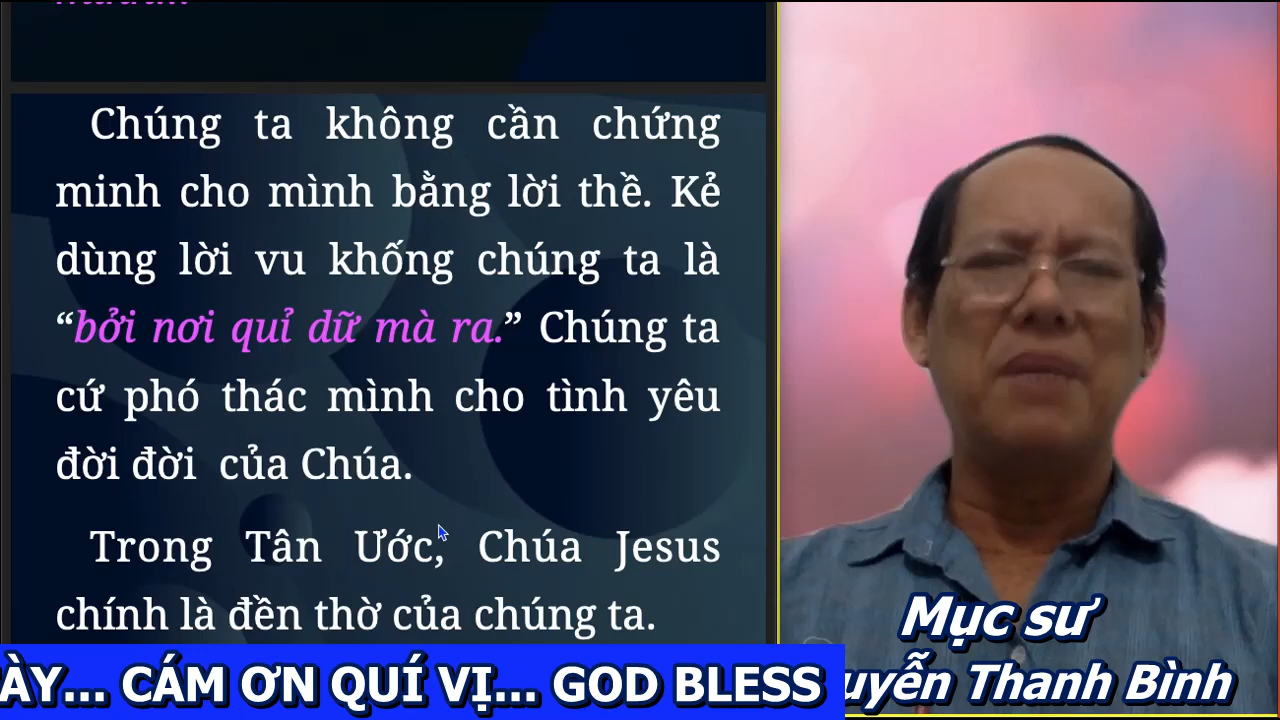 Chúng ta không cần chứng
minh cho mình bằng lời thề. Kẻ
dùng lời vu khống chúng ta là
“bởi nơi quỉ dữ mà ra.” Chúng ta
cứ phó thác mình cho tình yêu
đời đời của Chúa.
Trong Tân Ước, Chúa Jesus
chính là đền thờ của chúng ta.
Mục sư
uyễn Thanh Bình
ÀY... CÁM ƠN QUÍ VỊ... GOD BLESS